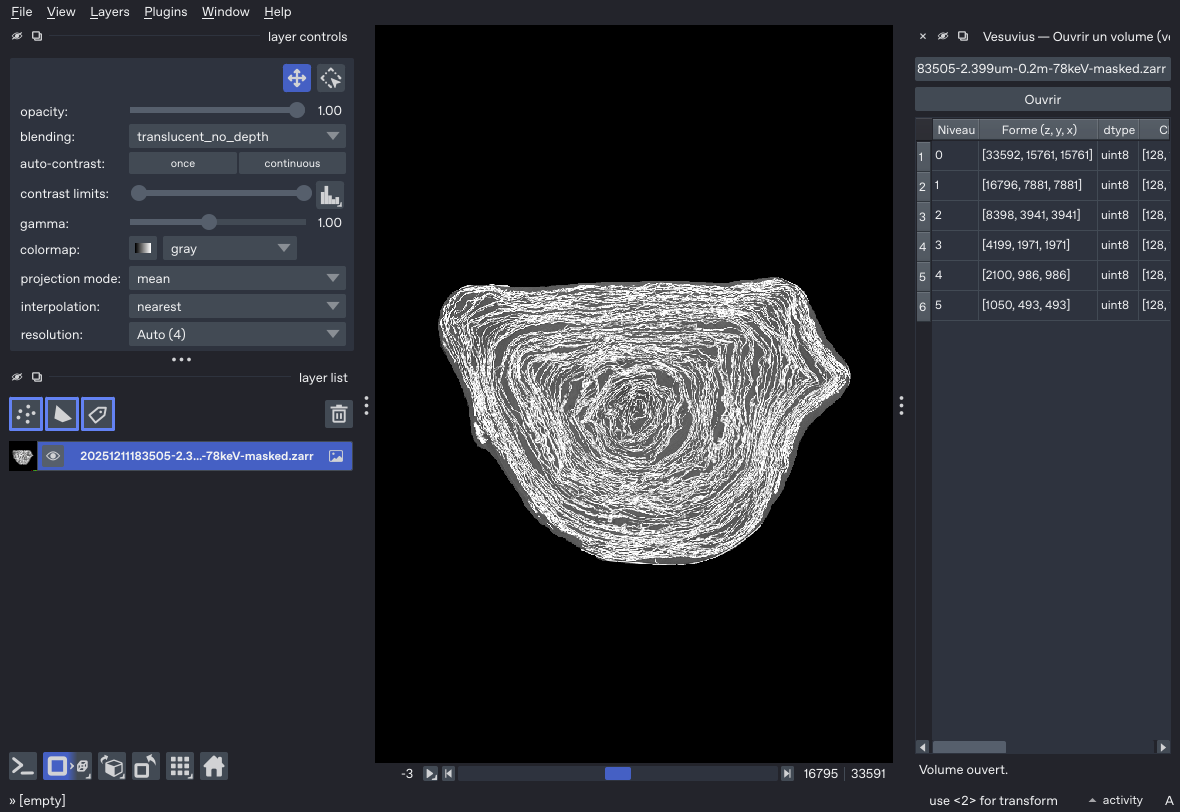 File View Layers Plugins Window Help
layer controls
opacity: 1.00
blending: translucent_no_depth
auto-contrast: once continuous
contrast limits:
gamma: 1.00
colormap: gray
projection mode: mean
interpolation: nearest
resolution: Auto (4)
layer list
20251211183505-2.3...-78keV-masked.zarr
» [empty]
-3 16795 33591
Vesuvius — Ouvrir un volume (v
83505-2.399um-0.2m-78keV-masked.zarr
Ouvrir
Niveau Forme (z, y, x) dtype C
1 0 [33592, 15761, 15761] uint8 [128,
2 1 [16796, 7881, 7881] uint8 [128,
3 2 [8398, 3941, 3941] uint8 [128,
4 3 [4199, 1971, 1971] uint8 [128,
5 4 [2100, 986, 986] uint8 [128,
6 5 [1050, 493, 493] uint8 [128,
Volume ouvert.
use <2> for transform activity A